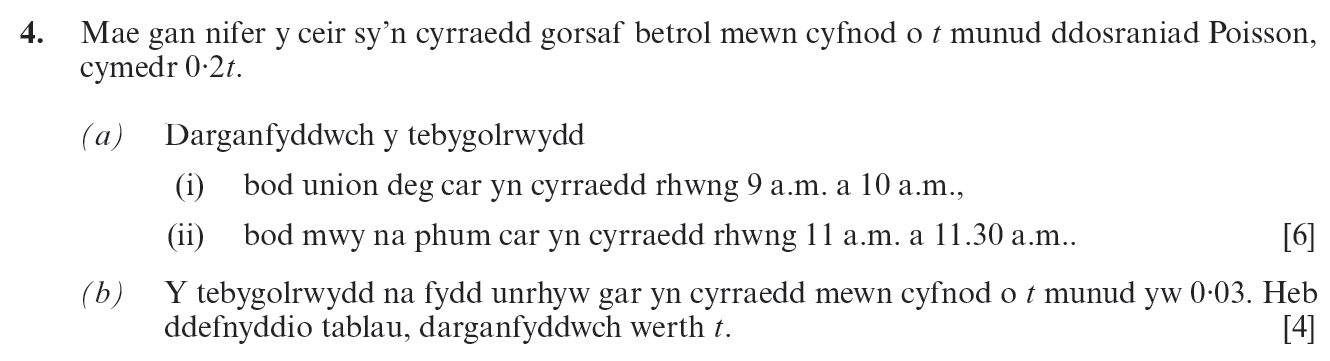 4. Mae gan nifer y ceir sy’n cyrraedd gorsaf betrol mewn cyfnod o t munud ddosraniad Poisson,
cymedr 0·2t.
(a) Darganfyddwch y tebygolrwydd
(i) bod union deg car yn cyrraedd rhwng 9 a.m. a 10 a.m.,
(ii) bod mwy na phum car yn cyrraedd rhwng 11 a.m. a 11.30 a.m.. [6]
(b) Y tebygolrwydd na fydd unrhyw gar yn cyrraedd mewn cyfnod o t munud yw 0·03. Heb
ddefnyddio tablau, darganfyddwch werth t. [4]